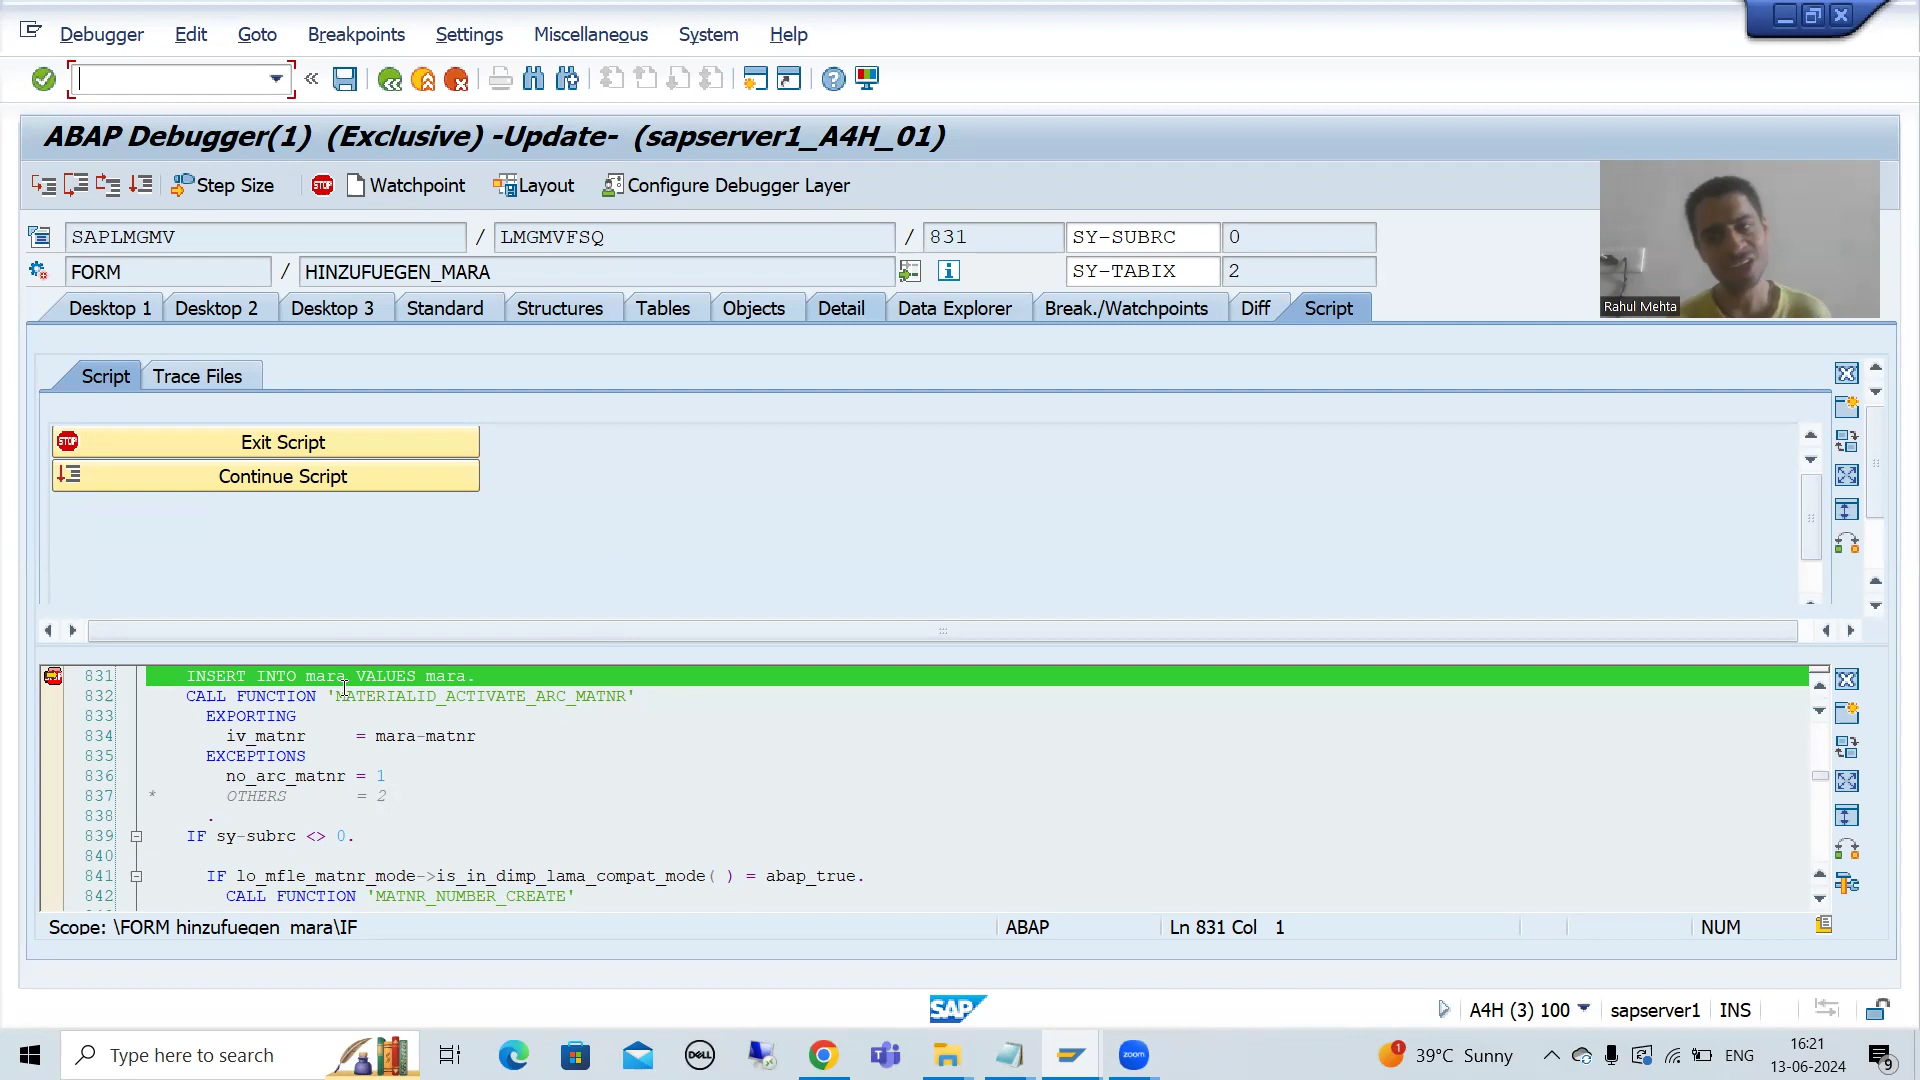 Debugger Edit Goto Breakpoints Settings Miscellaneous System Help
ABAP Debugger(1) (Exclusive) -Update- (sapserver1_A4H_01)
Step Size STOP Watchpoint Layout Configure Debugger Layer
SAPLMGMV / LMGMVFSQ / 831 SY-SUBRC 0
FORM / HINZUFUEGEN_MARA SY-TABIX 2
Rahul Mehta
Desktop 1 Desktop 2 Desktop 3 Standard Structures Tables Objects Detail Data Explorer Break./Watchpoints Diff Script
Script Trace Files
STOP Exit Script
Continue Script
831 INSERT INTO mara VALUES mara.
832 CALL FUNCTION 'MATERIALID_ACTIVATE_ARC_MATNR'
833 EXPORTING
834 iv_matnr = mara-matnr
835 EXCEPTIONS
836 no_arc_matnr = 1
837 * OTHERS = 2
838 .
839 IF sy-subrc <> 0.
840
841 IF lo_mfle_matnr_mode->is_in_dimp_lama_compat_mode( ) = abap_true.
842 CALL FUNCTION 'MATNR_NUMBER_CREATE'
Scope: \FORM hinzufuegen_mara\IF ABAP Ln 831 Col 1 NUM
SAP A4H (3) 100 sapserver1 INS
Type here to search DELL zoom 1 39°C Sunny ENG 16:21
13-06-2024 9